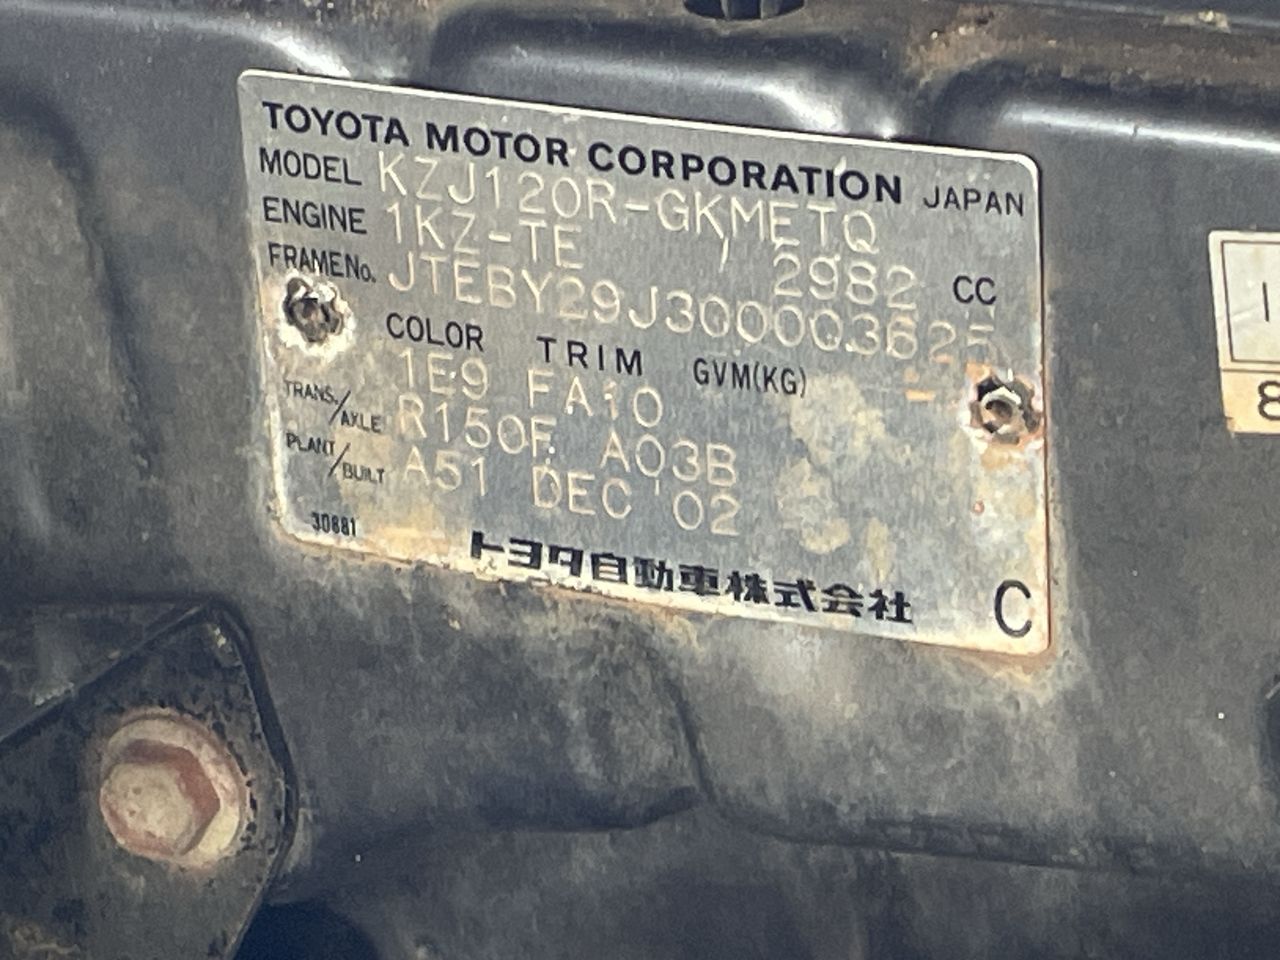 TOYOTA MOTOR CORPORATION JAPAN
MODEL KZJ120R-GKMETQ
ENGINE 1KZ-TE 2982 CC
FRAME No. JTEBY29J300003625
COLOR TRIM GVM(KG)
1E9 FA10
TRANS./AXLE R150F A03B
PLANT/BUILT A51 DEC '02
30881
トヨタ自動車株式会社
C
8